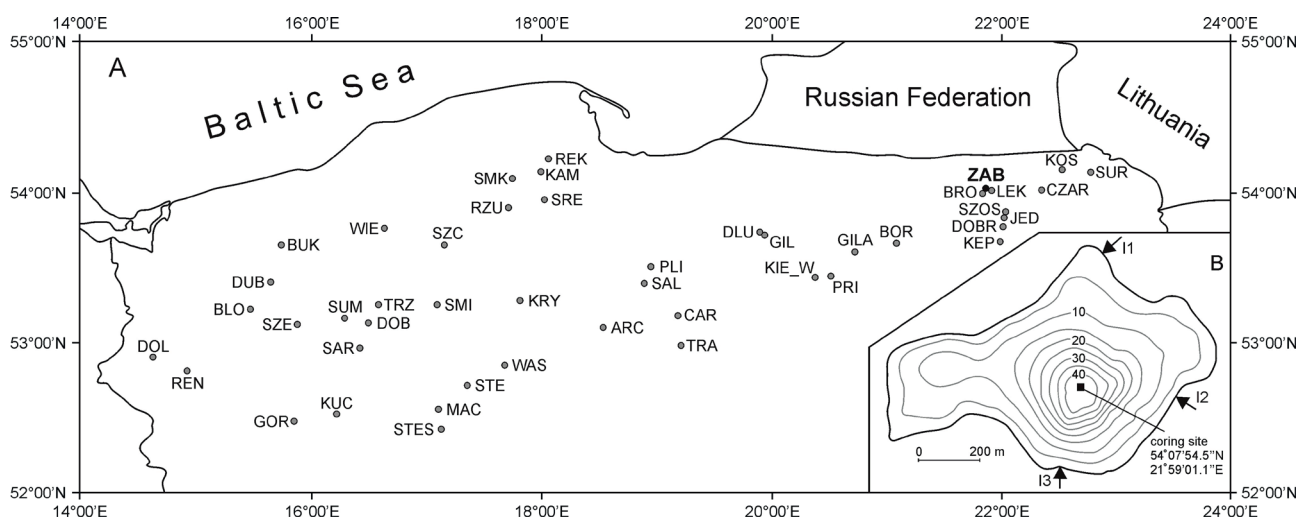 14°00'E 16°00'E 18°00'E 20°00'E 22°00'E 24°00'E
55°00'N 55°00'N
A
Baltic Sea
Russian Federation
Lithuania
REK
KAM
SMK
SRE
RZU
KOS
SUR
ZAB
BRO LEK
CZAR
54°00'N 54°00'N
SZOS
JED
DOBR
KEP
WIE
SZC
BUK
DLU
GIL
GILA
BOR
KIE_W
PRI
PLI
SAL
DUB
BLO
SZE
SUM
TRZ
DOB
SMI
KRY
SAR
ARC
CAR
TRA
53°00'N 53°00'N
DOL
REN
WAS
STE
MAC
STES
KUC
GOR
B
I1
10
20
30
40
I2
coring site
54°07'54.5''N
21°59'01.1''E
0 200 m
I3
52°00'N 52°00'N
14°00'E 16°00'E 18°00'E 20°00'E 22°00'E 24°00'E